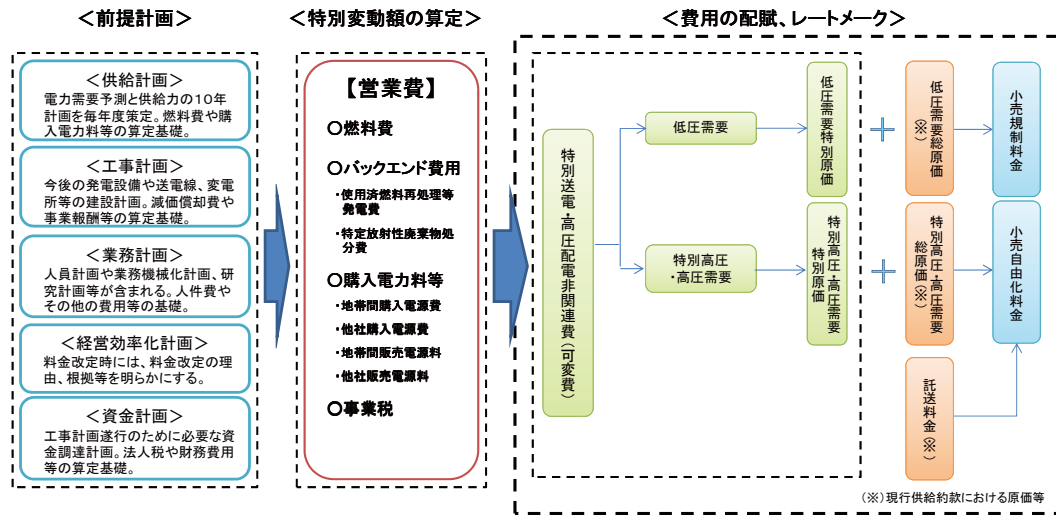 ＜前提計画＞
＜供給計画＞
電力需要予測と供給力の１０年
計画を毎年度策定。燃料費や購
入電力料等の算定基礎。
＜工事計画＞
今後の発電設備や送電線、変電
所等の建設計画。減価償却費や
事業報酬等の算定基礎。
＜業務計画＞
人員計画や業務機械化計画、研
究計画等が含まれる。人件費や
その他の費用等の基礎。
＜経営効率化計画＞
料金改定時には、料金改定の理
由、根拠等を明らかにする。
＜資金計画＞
工事計画遂行のために必要な資
金調達計画。法人税や財務費用
等の算定基礎。
＜特別変動額の算定＞
【営業費】
〇燃料費
〇バックエンド費用
・使用済燃料再処理等
発電費
・特定放射性廃棄物処
分費
〇購入電力料等
・地帯間購入電源費
・他社購入電源費
・地帯間販売電源料
・他社販売電源料
〇事業税
＜費用の配賦、レートメーク＞
特別送電・高圧配電非関連費（可変費）
低圧需要
低圧需要特別原価
＋
低圧需要総原価
（※）
小売規制料金
特別高圧
・高圧需要
特別高圧・高圧需要
特別原価
＋
特別高圧・高圧需要
総原価（※）
小売自由化料金
託送料金（※）
（※）現行供給約款における原価等